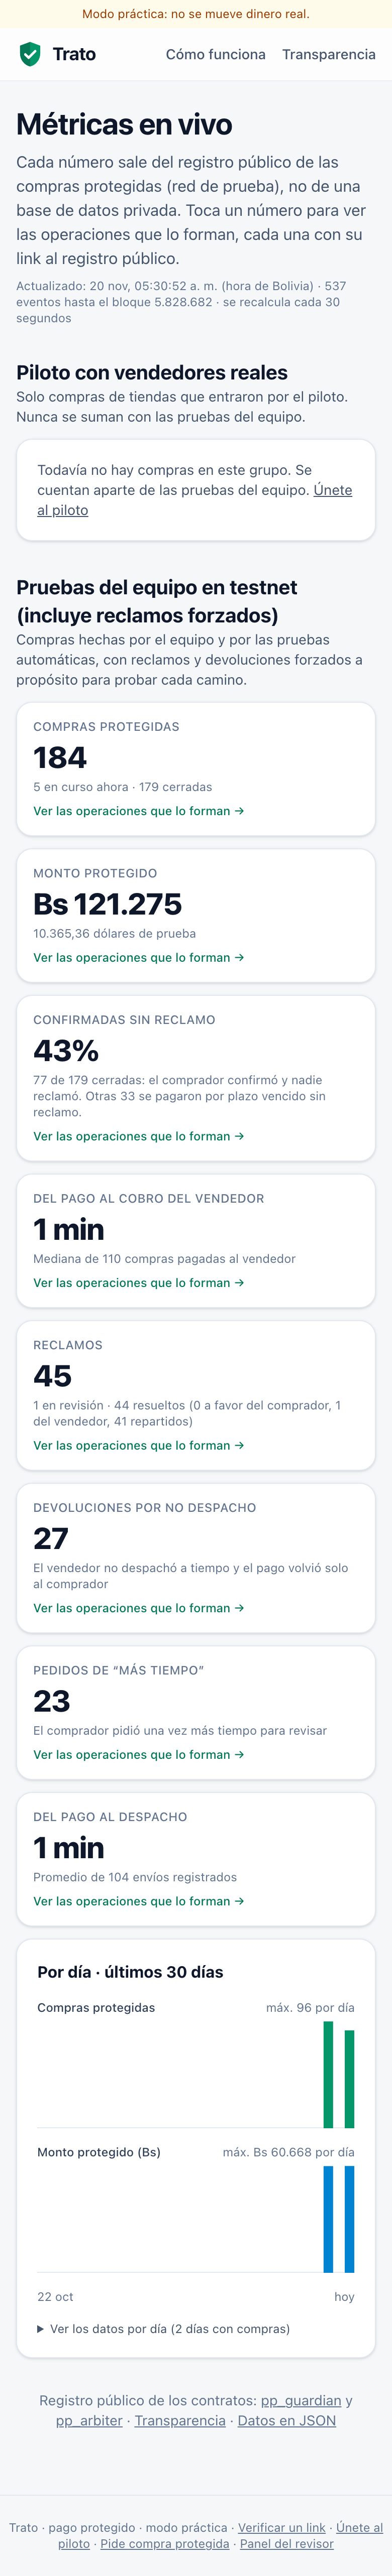 Modo práctica: no se mueve dinero real.
Trato
Cómo funciona
Transparencia
Métricas en vivo
Cada número sale del registro público de las
compras protegidas (red de prueba), no de una
base de datos privada. Toca un número para ver
las operaciones que lo forman, cada una con su
link al registro público.
Actualizado: 20 nov, 05:30:52 a. m. (hora de Bolivia) · 537
eventos hasta el bloque 5.828.682 · se recalcula cada 30
segundos
Piloto con vendedores reales
Solo compras de tiendas que entraron por el piloto.
Nunca se suman con las pruebas del equipo.
Todavía no hay compras en este grupo. Se
cuentan aparte de las pruebas del equipo. Únete
al piloto
Pruebas del equipo en testnet
(incluye reclamos forzados)
Compras hechas por el equipo y por las pruebas
automáticas, con reclamos y devoluciones forzados a
propósito para probar cada camino.
COMPRAS PROTEGIDAS
184
5 en curso ahora · 179 cerradas
Ver las operaciones que lo forman →
MONTO PROTEGIDO
Bs 121.275
10.365,36 dólares de prueba
Ver las operaciones que lo forman →
CONFIRMADAS SIN RECLAMO
43%
77 de 179 cerradas: el comprador confirmó y nadie
reclamó. Otras 33 se pagaron por plazo vencido sin
reclamo.
Ver las operaciones que lo forman →
DEL PAGO AL COBRO DEL VENDEDOR
1 min
Mediana de 110 compras pagadas al vendedor
Ver las operaciones que lo forman →
RECLAMOS
45
1 en revisión · 44 resueltos (0 a favor del comprador, 1
del vendedor, 41 repartidos)
Ver las operaciones que lo forman →
DEVOLUCIONES POR NO DESPACHO
27
El vendedor no despachó a tiempo y el pago volvió solo
al comprador
Ver las operaciones que lo forman →
PEDIDOS DE “MÁS TIEMPO”
23
El comprador pidió una vez más tiempo para revisar
Ver las operaciones que lo forman →
DEL PAGO AL DESPACHO
1 min
Promedio de 104 envíos registrados
Ver las operaciones que lo forman →
Por día · últimos 30 días
Compras protegidas
máx. 96 por día
Monto protegido (Bs)
máx. Bs 60.668 por día
22 oct
hoy
▶ Ver los datos por día (2 días con compras)
Registro público de los contratos: pp_guardian y
pp_arbiter · Transparencia · Datos en JSON
Trato · pago protegido · modo práctica · Verificar un link · Únete al
piloto · Pide compra protegida · Panel del revisor